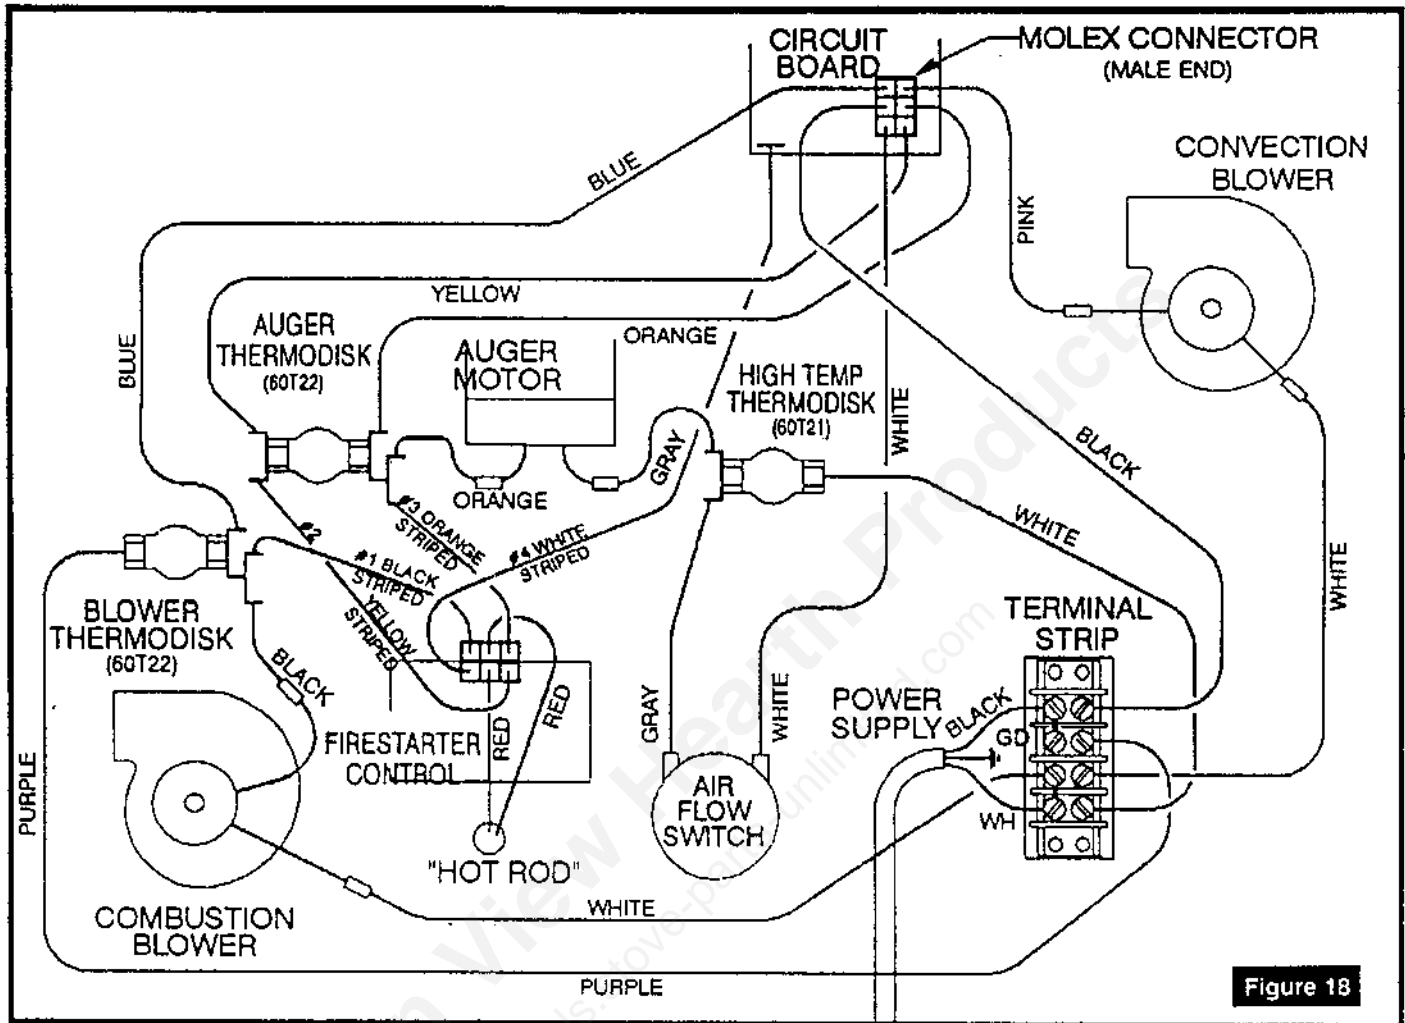 CIRCUIT
BOARD
MOLEX CONNECTOR
(MALE END)
CONVECTION
BLOWER
BLUE
PINK
YELLOW
ORANGE
BLUE
AUGER
THERMODISK
(60T22)
AUGER
MOTOR
HIGH TEMP
THERMODISK
(60T21)
WHITE
BLACK
GRAY
ORANGE
#3 ORANGE
STRIPED
#2
YELLOW
STRIPED
#1 BLACK
STRIPED
#4 WHITE
STRIPED
WHITE
WHITE
BLOWER
THERMODISK
(60T22)
BLACK
TERMINAL
STRIP
POWER
SUPPLY
BLACK
GD
WH
GRAY
WHITE
RED
RED
FIRESTARTER
CONTROL
AIR
FLOW
SWITCH
"HOT ROD"
PURPLE
COMBUSTION
BLOWER
WHITE
PURPLE
Figure 18
View Hearth Products